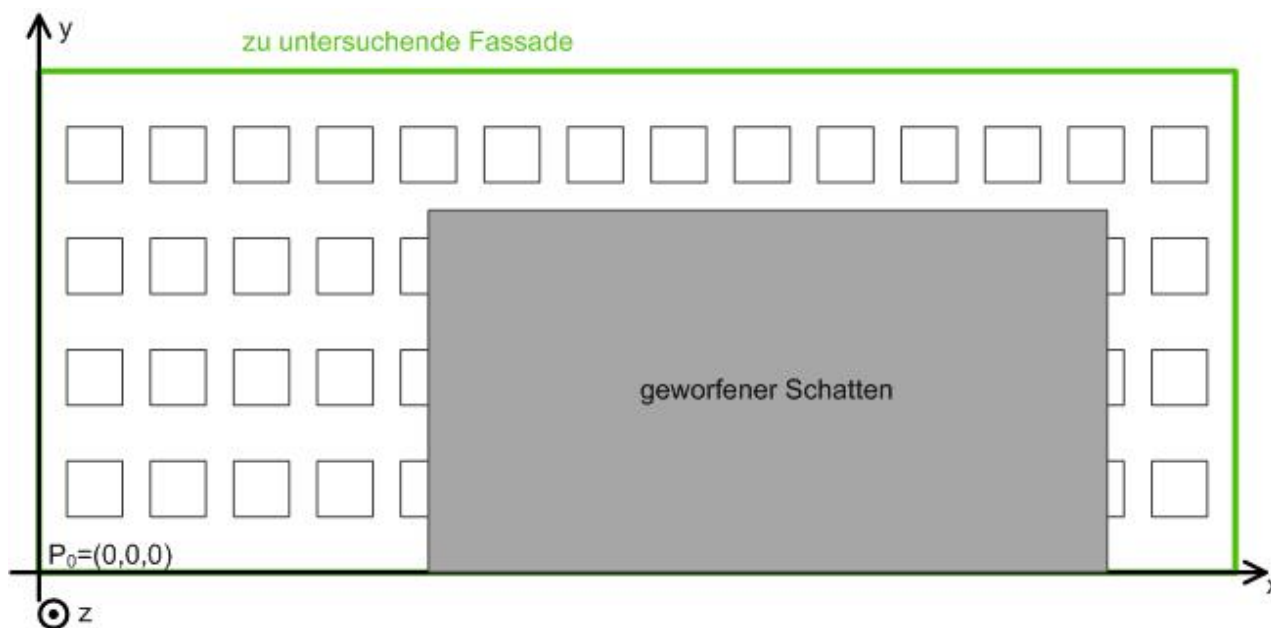 y
zu untersuchende Fassade
geworfener Schatten
P₀=(0,0,0)
x
z